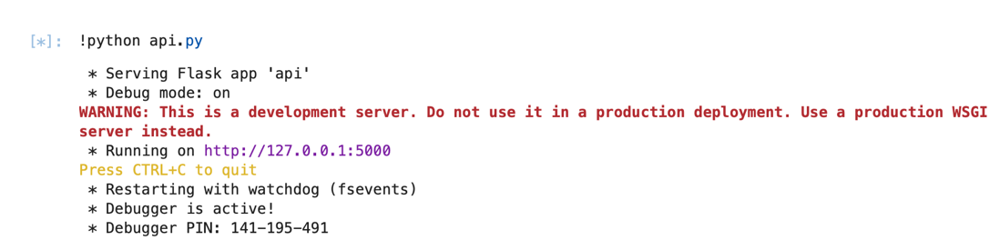 [*]: !python api.py
* Serving Flask app 'api'
* Debug mode: on
WARNING: This is a development server. Do not use it in a production deployment. Use a production WSGI
server instead.
* Running on http://127.0.0.1:5000
Press CTRL+C to quit
* Restarting with watchdog (fsevents)
* Debugger is active!
* Debugger PIN: 141-195-491